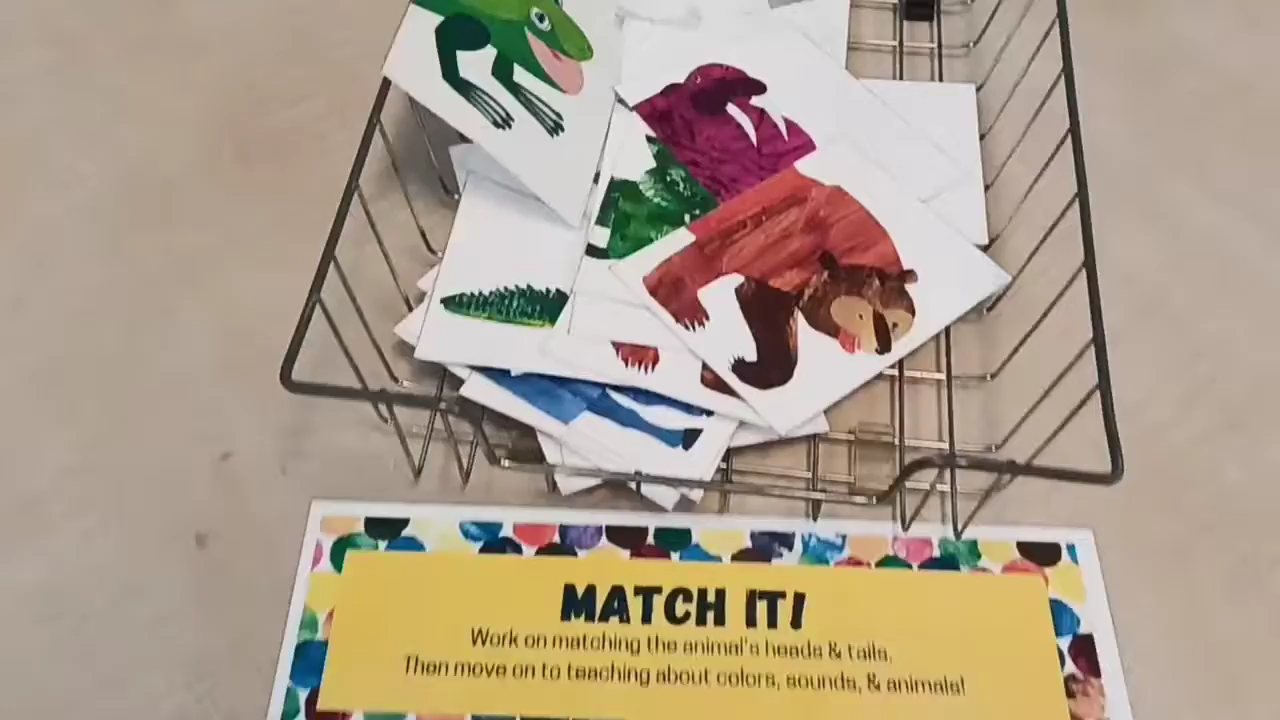 MATCH IT!
Work on matching the animal's heads & tails.
Then move on to teaching about colors, sounds, & animals!